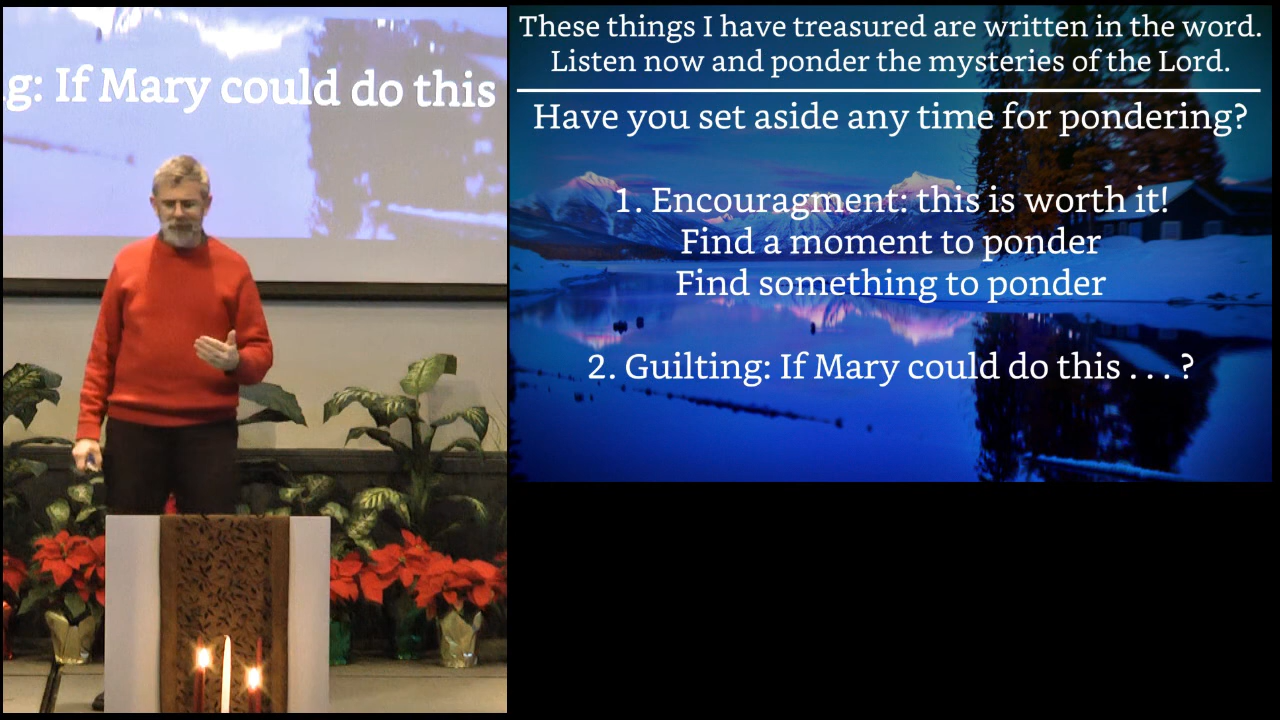 g: If Mary could do this
These things I have treasured are written in the word.
Listen now and ponder the mysteries of the Lord.
Have you set aside any time for pondering?
1. Encouragment: this is worth it!
Find a moment to ponder
Find something to ponder
2. Guilting: If Mary could do this . . . ?